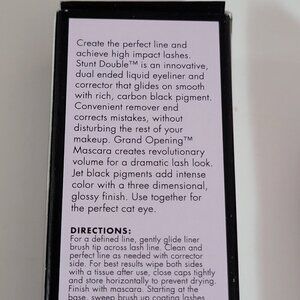 Create the perfect line and
achieve high impact lashes.
Stunt Double™ is an innovative,
dual ended liquid eyeliner and
corrector that glides on smooth
with rich, carbon black pigment.
Convenient remover end
corrects mistakes, without
disturbing the rest of your
makeup. Grand Opening™
Mascara creates revolutionary
volume for a dramatic lash look.
Jet black pigments add intense
color with a three dimensional,
glossy finish. Use together for
the perfect cat eye.
DIRECTIONS:
For a defined line, gently glide liner
brush tip across lash line. Clean and
perfect line as needed with corrector
side. For best results wipe both sides
with a tissue after use, close caps tightly
and store horizontally to prevent drying.
Finish with mascara. Starting at the
base, sweep brush up coating lashes